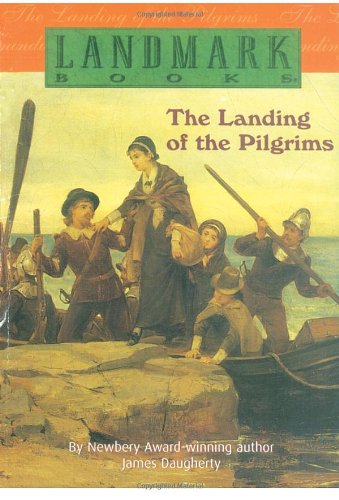 The Landing of the Pilgrims
LANDMARK
BOOKS®
The Landing
of the Pilgrims
By Newbery Award-winning author
James Daugherty